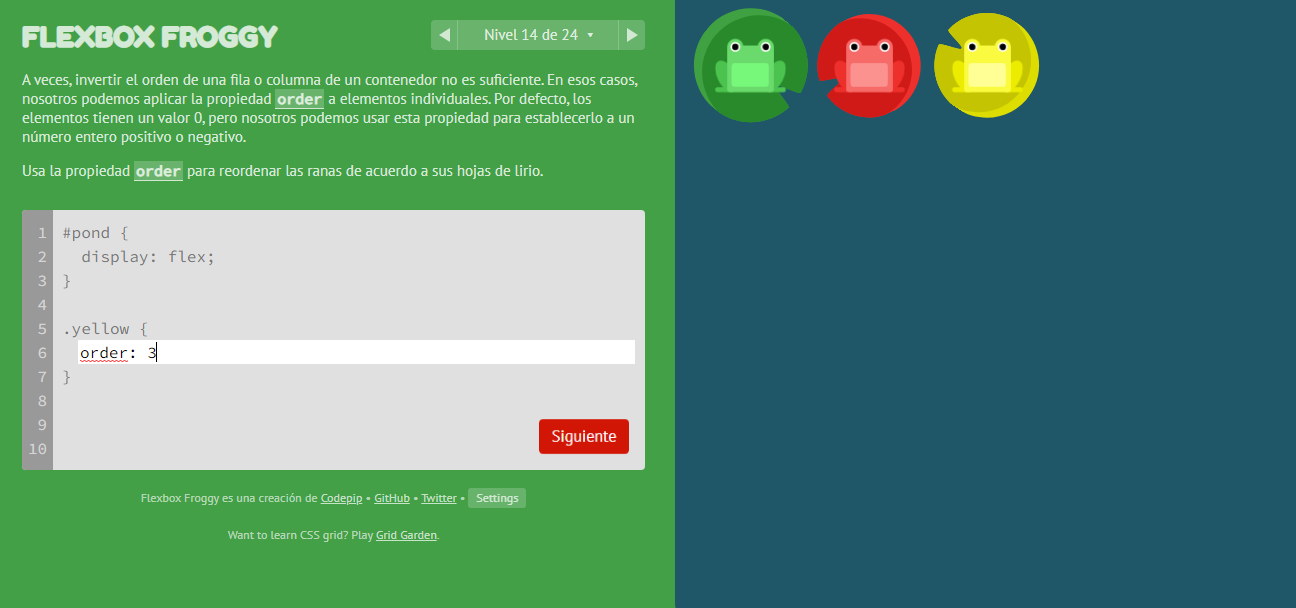 FLEXBOX FROGGY
Nivel 14 de 24
A veces, invertir el orden de una fila o columna de un contenedor no es suficiente. En esos casos,
nosotros podemos aplicar la propiedad order a elementos individuales. Por defecto, los
elementos tienen un valor 0, pero nosotros podemos usar esta propiedad para establecerlo a un
número entero positivo o negativo.
Usa la propiedad order para reordenar las ranas de acuerdo a sus hojas de lirio.
1 #pond {
2 display: flex;
3 }
4
5 .yellow {
6 order: 3
7 }
8
9
10
Siguiente
Flexbox Froggy es una creación de Codepip • GitHub • Twitter • Settings
Want to learn CSS grid? Play Grid Garden.